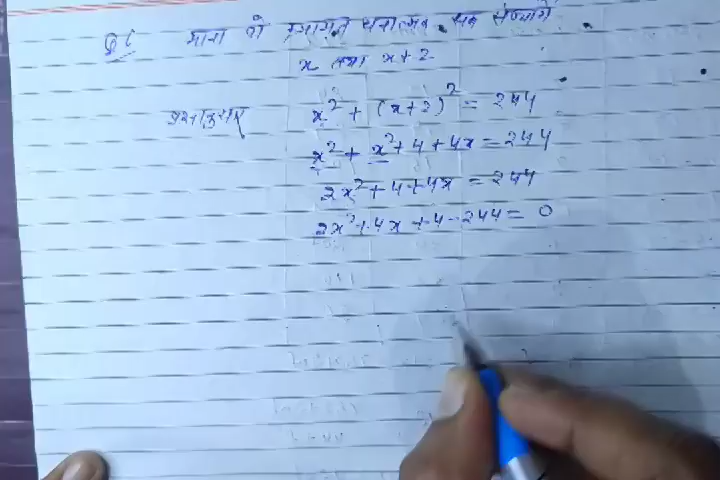 Q6 माना दो क्रमागत धनात्मक सम संख्यायें
x तथा x+2
प्रश्नानुसार x² + (x+2)² = 244
x² + x² + 4 + 4x = 244
2x² + 4 + 4x = 244
2x² + 4x + 4 - 244 = 0